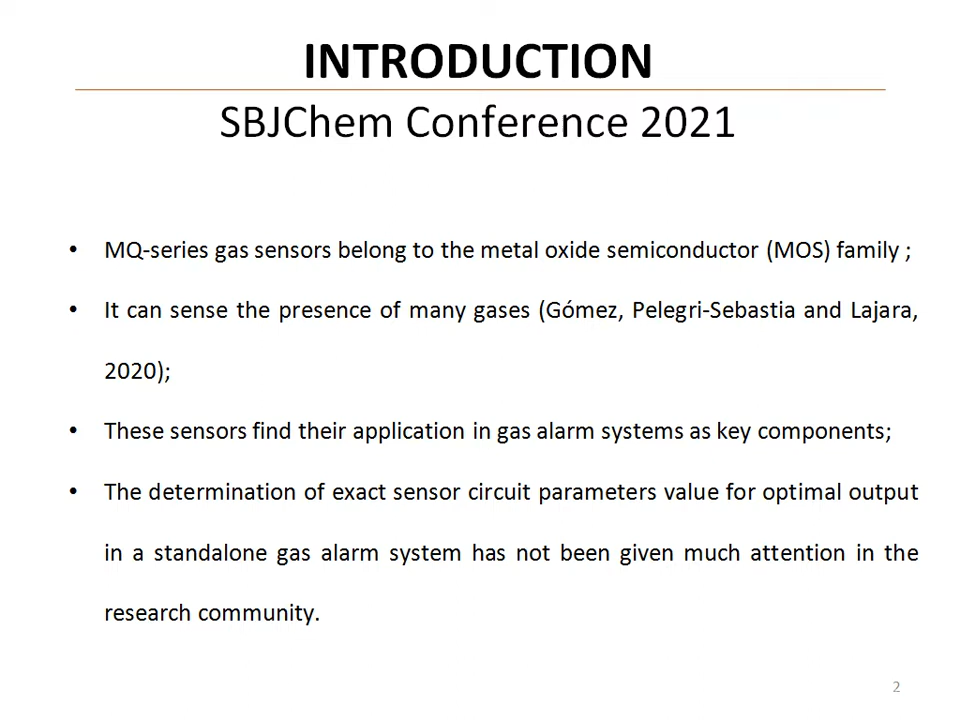 INTRODUCTION
SBJChem Conference 2021
• MQ-series gas sensors belong to the metal oxide semiconductor (MOS) family ;
• It can sense the presence of many gases (Gómez, Pelegri-Sebastia and Lajara,
2020);
• These sensors find their application in gas alarm systems as key components;
• The determination of exact sensor circuit parameters value for optimal output
in a standalone gas alarm system has not been given much attention in the
research community.
2